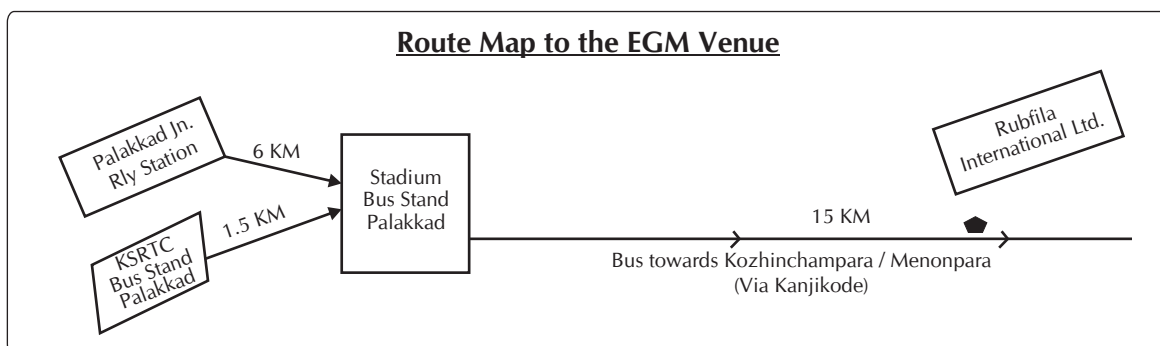 Route Map to the EGM Venue
Palakkad Jn.
Rly Station
6 KM
KSRTC
Bus Stand
Palakkad
1.5 KM
Stadium
Bus Stand
Palakkad
15 KM
Bus towards Kozhinchampara / Menonpara
(Via Kanjikode)
Rubfila
International Ltd.